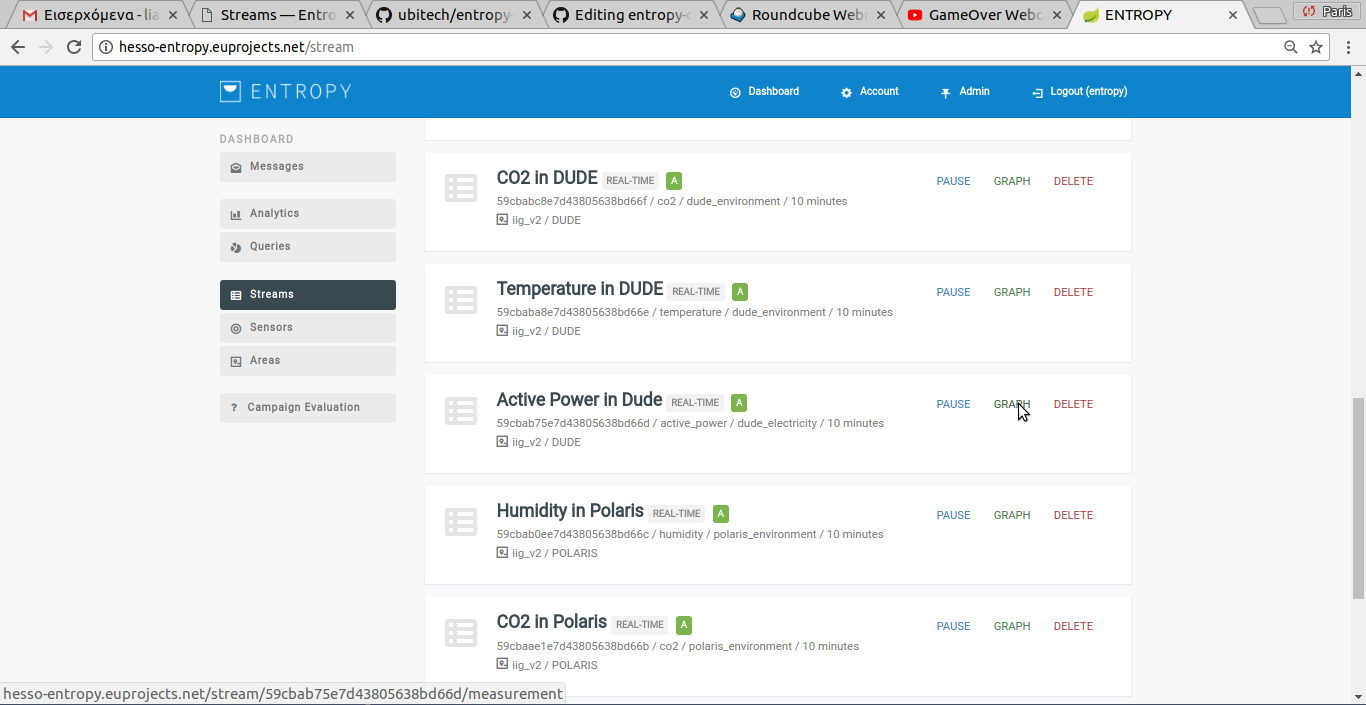 Εισερχόμενα - lia
Streams — Entro
ubitech/entropy-
Editing entropy-
Roundcube Web
GameOver Webc
ENTROPY
Paris
hesso-entropy.euprojects.net/stream
ENTROPY
Dashboard
Account
Admin
Logout (entropy)
DASHBOARD
Messages
Analytics
Queries
Streams
Sensors
Areas
? Campaign Evaluation
CO2 in DUDE REAL-TIME A
PAUSE GRAPH DELETE
59cbabc8e7d43805638bd66f / co2 / dude_environment / 10 minutes
iig_v2 / DUDE
Temperature in DUDE REAL-TIME A
PAUSE GRAPH DELETE
59cbaba8e7d43805638bd66e / temperature / dude_environment / 10 minutes
iig_v2 / DUDE
Active Power in Dude REAL-TIME A
PAUSE GRAPH DELETE
59cbab75e7d43805638bd66d / active_power / dude_electricity / 10 minutes
iig_v2 / DUDE
Humidity in Polaris REAL-TIME A
PAUSE GRAPH DELETE
59cbab0ee7d43805638bd66c / humidity / polaris_environment / 10 minutes
iig_v2 / POLARIS
CO2 in Polaris REAL-TIME A
PAUSE GRAPH DELETE
59cbaae1e7d43805638bd66b / co2 / polaris_environment / 10 minutes
iig_v2 / POLARIS
hesso-entropy.euprojects.net/stream/59cbab75e7d43805638bd66d/measurement